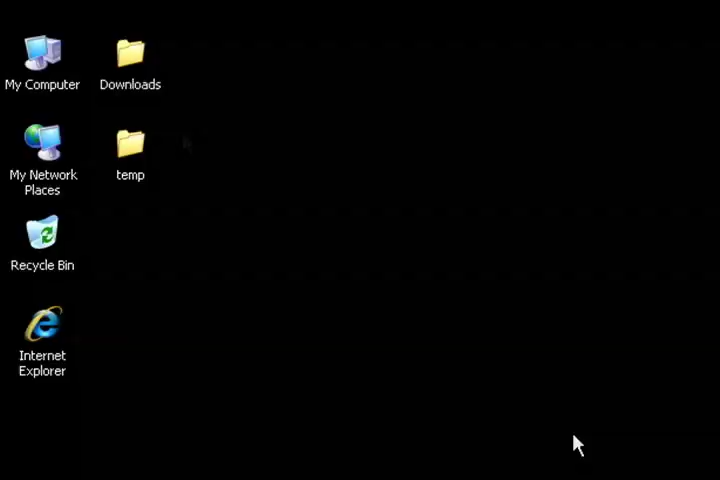 My Computer
Downloads
My Network
Places
temp
Recycle Bin
Internet
Explorer